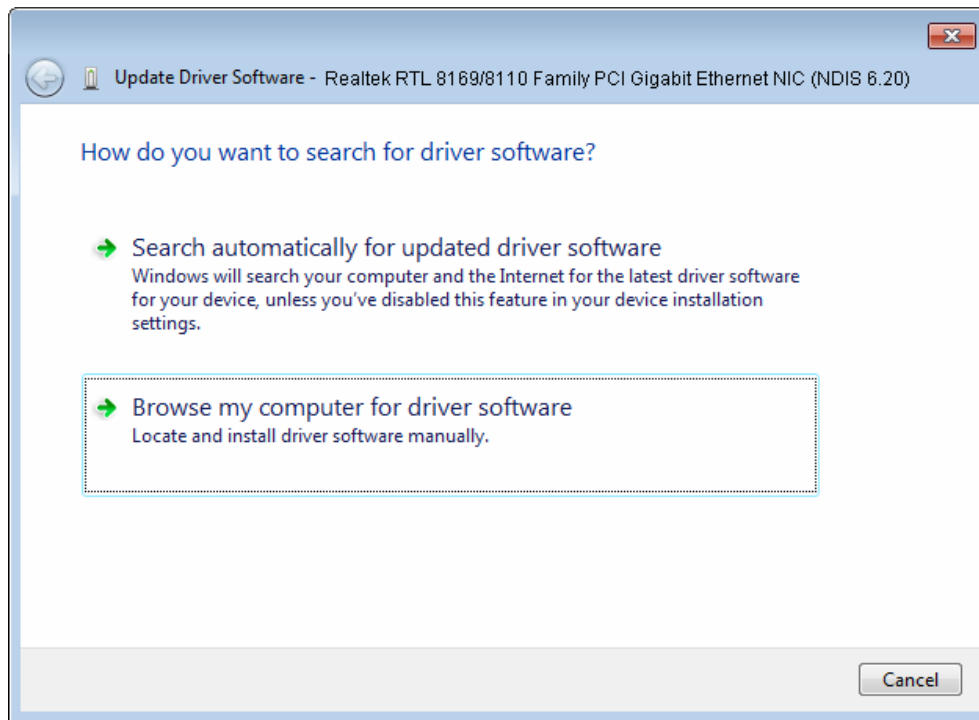 Update Driver Software - Realtek RTL 8169/8110 Family PCI Gigabit Ethernet NIC (NDIS 6.20)
How do you want to search for driver software?
Search automatically for updated driver software
Windows will search your computer and the Internet for the latest driver software
for your device, unless you've disabled this feature in your device installation
settings.
Browse my computer for driver software
Locate and install driver software manually.
Cancel